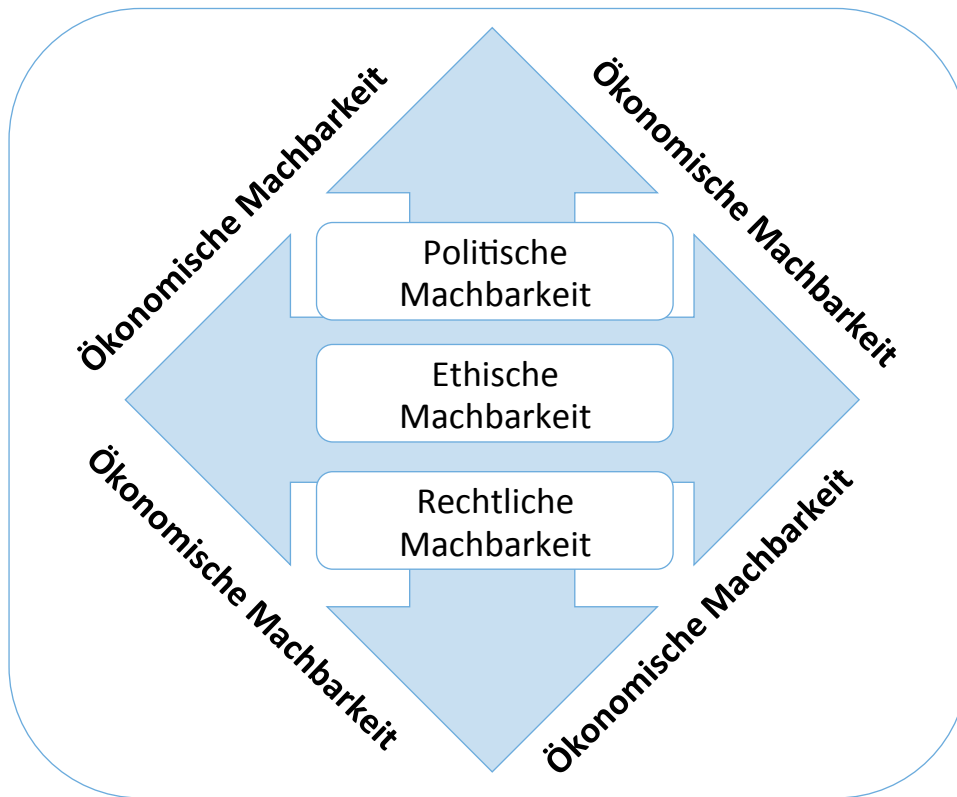 Ökonomische Machbarkeit
Ökonomische Machbarkeit
Politische
Machbarkeit
Ethische
Machbarkeit
Rechtliche
Machbarkeit
Ökonomische Machbarkeit
Ökonomische Machbarkeit